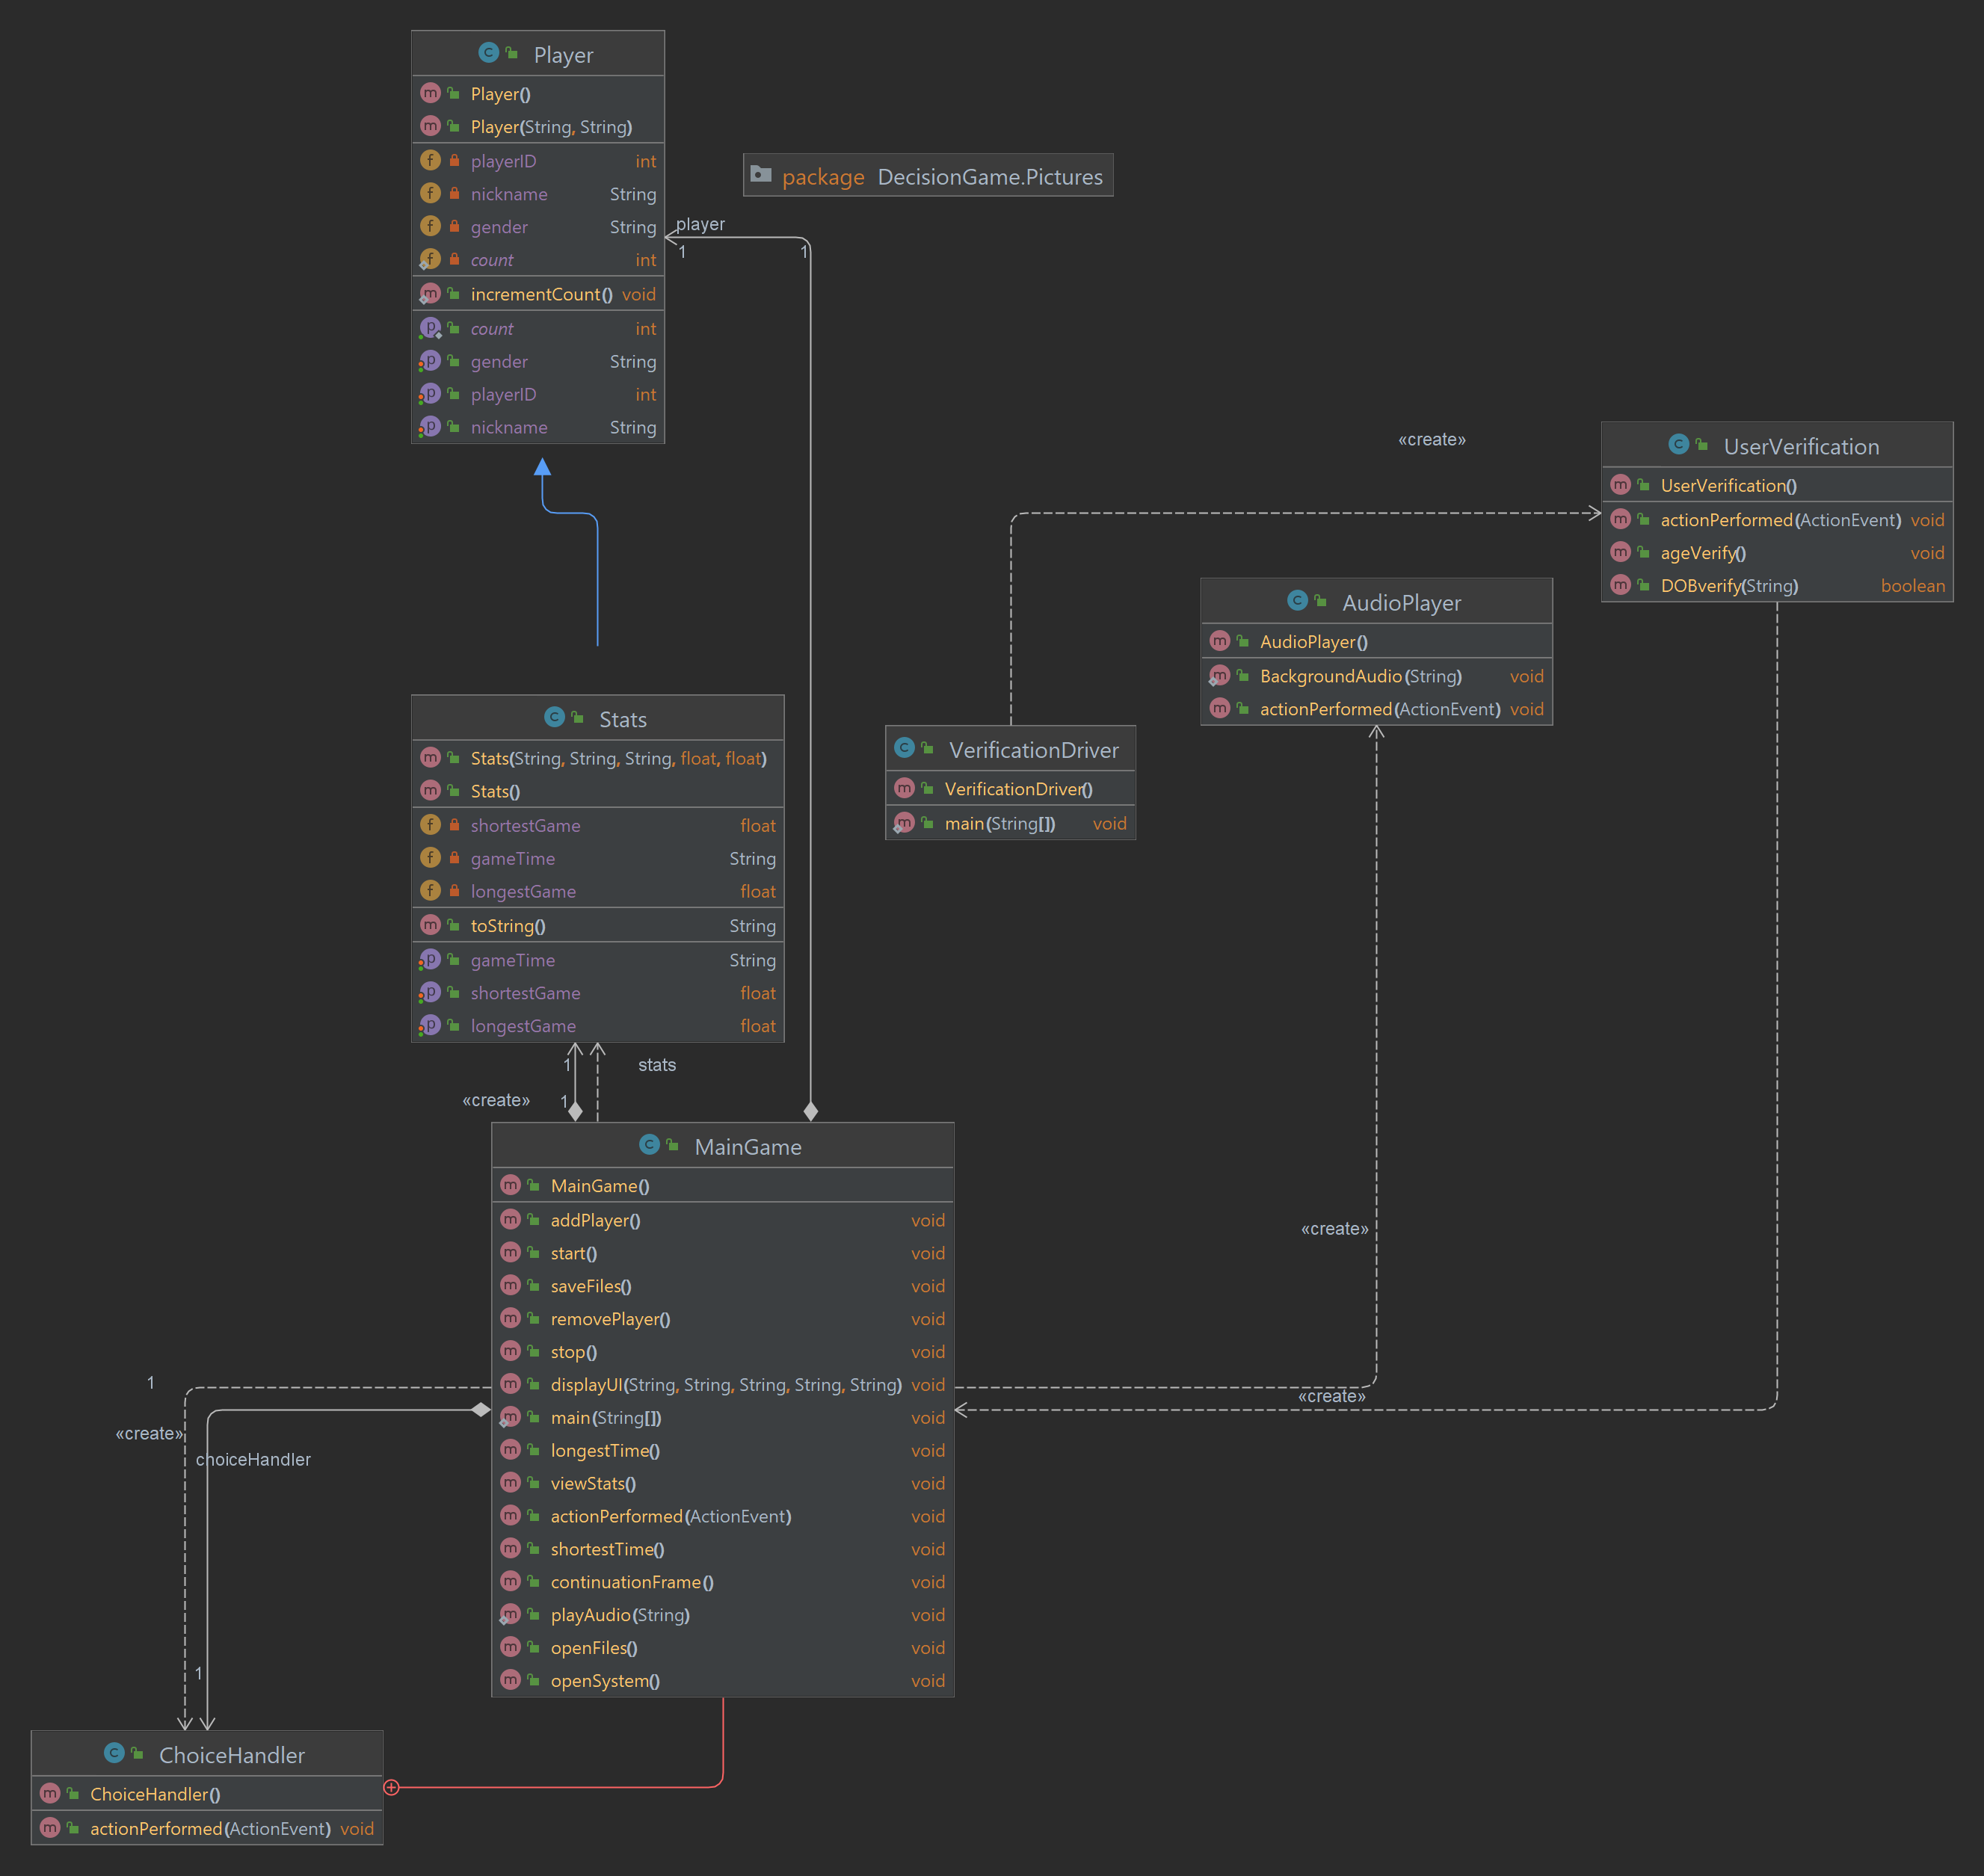 Player
Player()
Player(String, String)
playerID int
nickname String
gender String
count int
incrementCount() void
count int
gender String
playerID int
nickname String
package DecisionGame.Pictures
player
1
1
«create»
UserVerification
UserVerification()
actionPerformed(ActionEvent) void
ageVerify() void
DOBverify(String) boolean
AudioPlayer
AudioPlayer()
BackgroundAudio(String) void
actionPerformed(ActionEvent) void
VerificationDriver
VerificationDriver()
main(String[]) void
Stats
Stats(String, String, String, float, float)
Stats()
shortestGame float
gameTime String
longestGame float
toString() String
gameTime String
shortestGame float
longestGame float
1
stats
«create»
1
MainGame
MainGame()
addPlayer() void
start() void
saveFiles() void
removePlayer() void
stop() void
displayUI(String, String, String, String, String) void
main(String[]) void
longestTime() void
viewStats() void
actionPerformed(ActionEvent) void
shortestTime() void
continuationFrame() void
playAudio(String) void
openFiles() void
openSystem() void
«create»
«create»
1
«create»
choiceHandler
1
ChoiceHandler
ChoiceHandler()
actionPerformed(ActionEvent) void